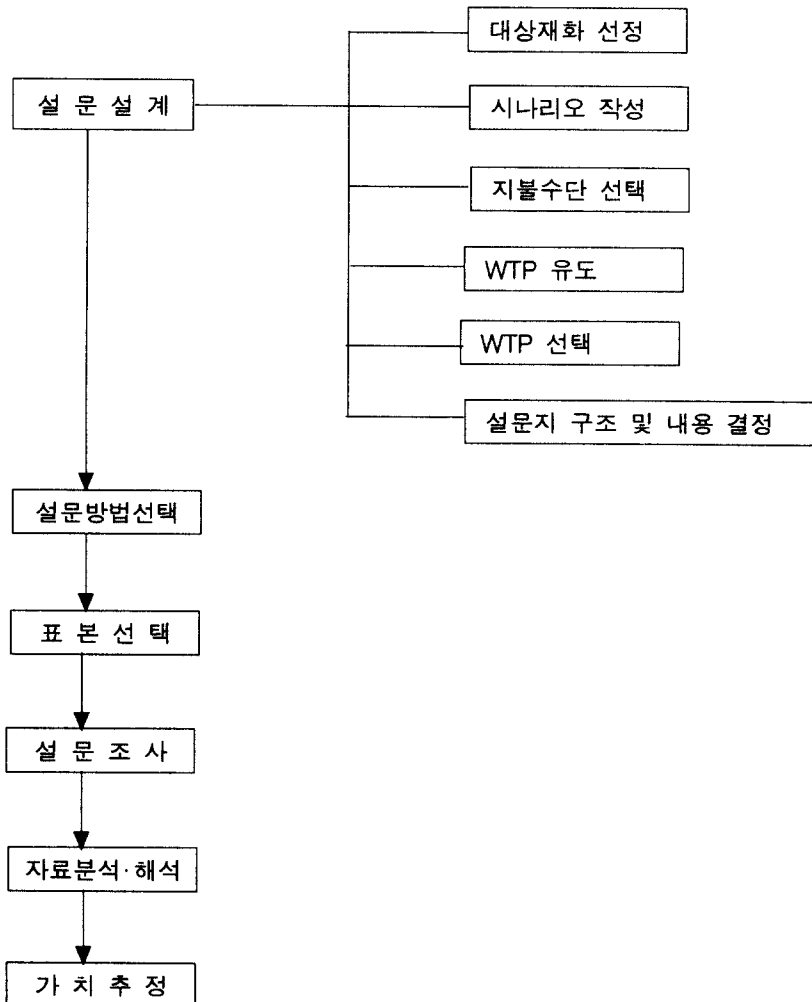 대상재화 선정
설 문 설 계
시나리오 작성
지불수단 선택
WTP 유도
WTP 선택
설문지 구조 및 내용 결정
설문방법선택
표 본 선 택
설 문 조 사
자료분석·해석
가 치 추 정